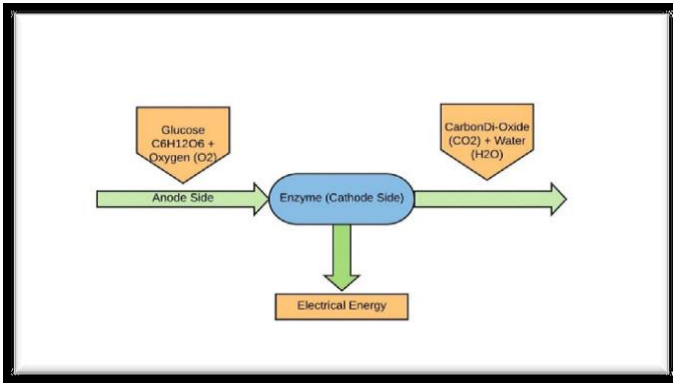 Glucose
C6H12O6 +
Oxygen (O2)
CarbonDi-Oxide
(CO2) + Water
(H2O)
Anode Side
Enzyme (Cathode Side)
Electrical Energy